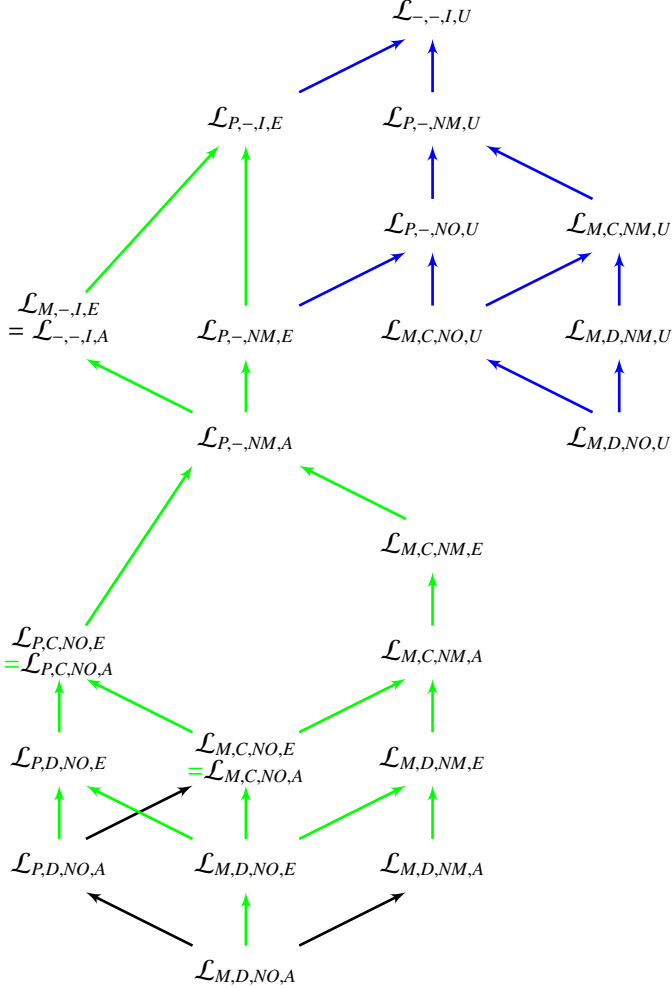 ℒ_{−,−,I,U}
ℒ_{P,−,I,E} ℒ_{P,−,NM,U}
ℒ_{P,−,NO,U} ℒ_{M,C,NM,U}
ℒ_{M,−,I,E}
= ℒ_{−,−,I,A} ℒ_{P,−,NM,E} ℒ_{M,C,NO,U} ℒ_{M,D,NM,U}
ℒ_{P,−,NM,A} ℒ_{M,D,NO,U}
ℒ_{M,C,NM,E}
ℒ_{P,C,NO,E}
=ℒ_{P,C,NO,A} ℒ_{M,C,NM,A}
ℒ_{M,C,NO,E}
ℒ_{P,D,NO,E} =ℒ_{M,C,NO,A} ℒ_{M,D,NM,E}
ℒ_{P,D,NO,A} ℒ_{M,D,NO,E} ℒ_{M,D,NM,A}
ℒ_{M,D,NO,A}